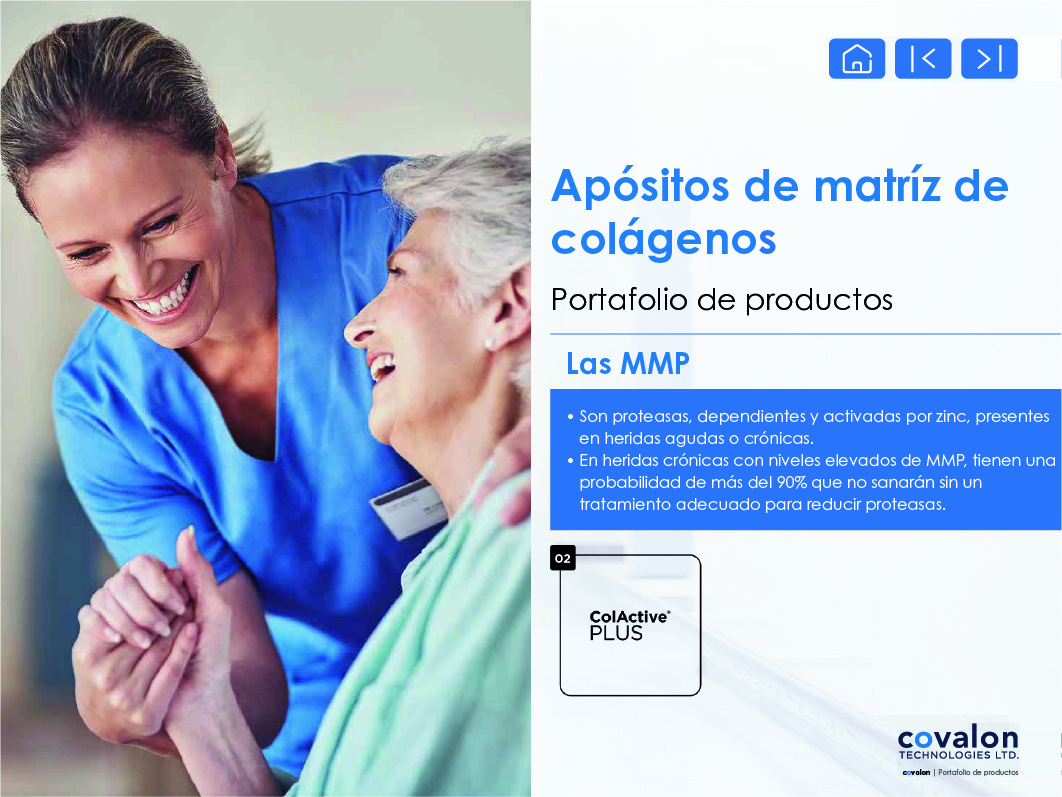 Apósitos de matríz de
colágenos
Portafolio de productos
Las MMP
• Son proteasas, dependientes y activadas por zinc, presentes
en heridas agudas o crónicas.
• En heridas crónicas con niveles elevados de MMP, tienen una
probabilidad de más del 90% que no sanarán sin un
tratamiento adecuado para reducir proteasas.
02
ColActive®
PLUS
covalon
TECHNOLOGIES LTD.
covalon | Portafolio de productos